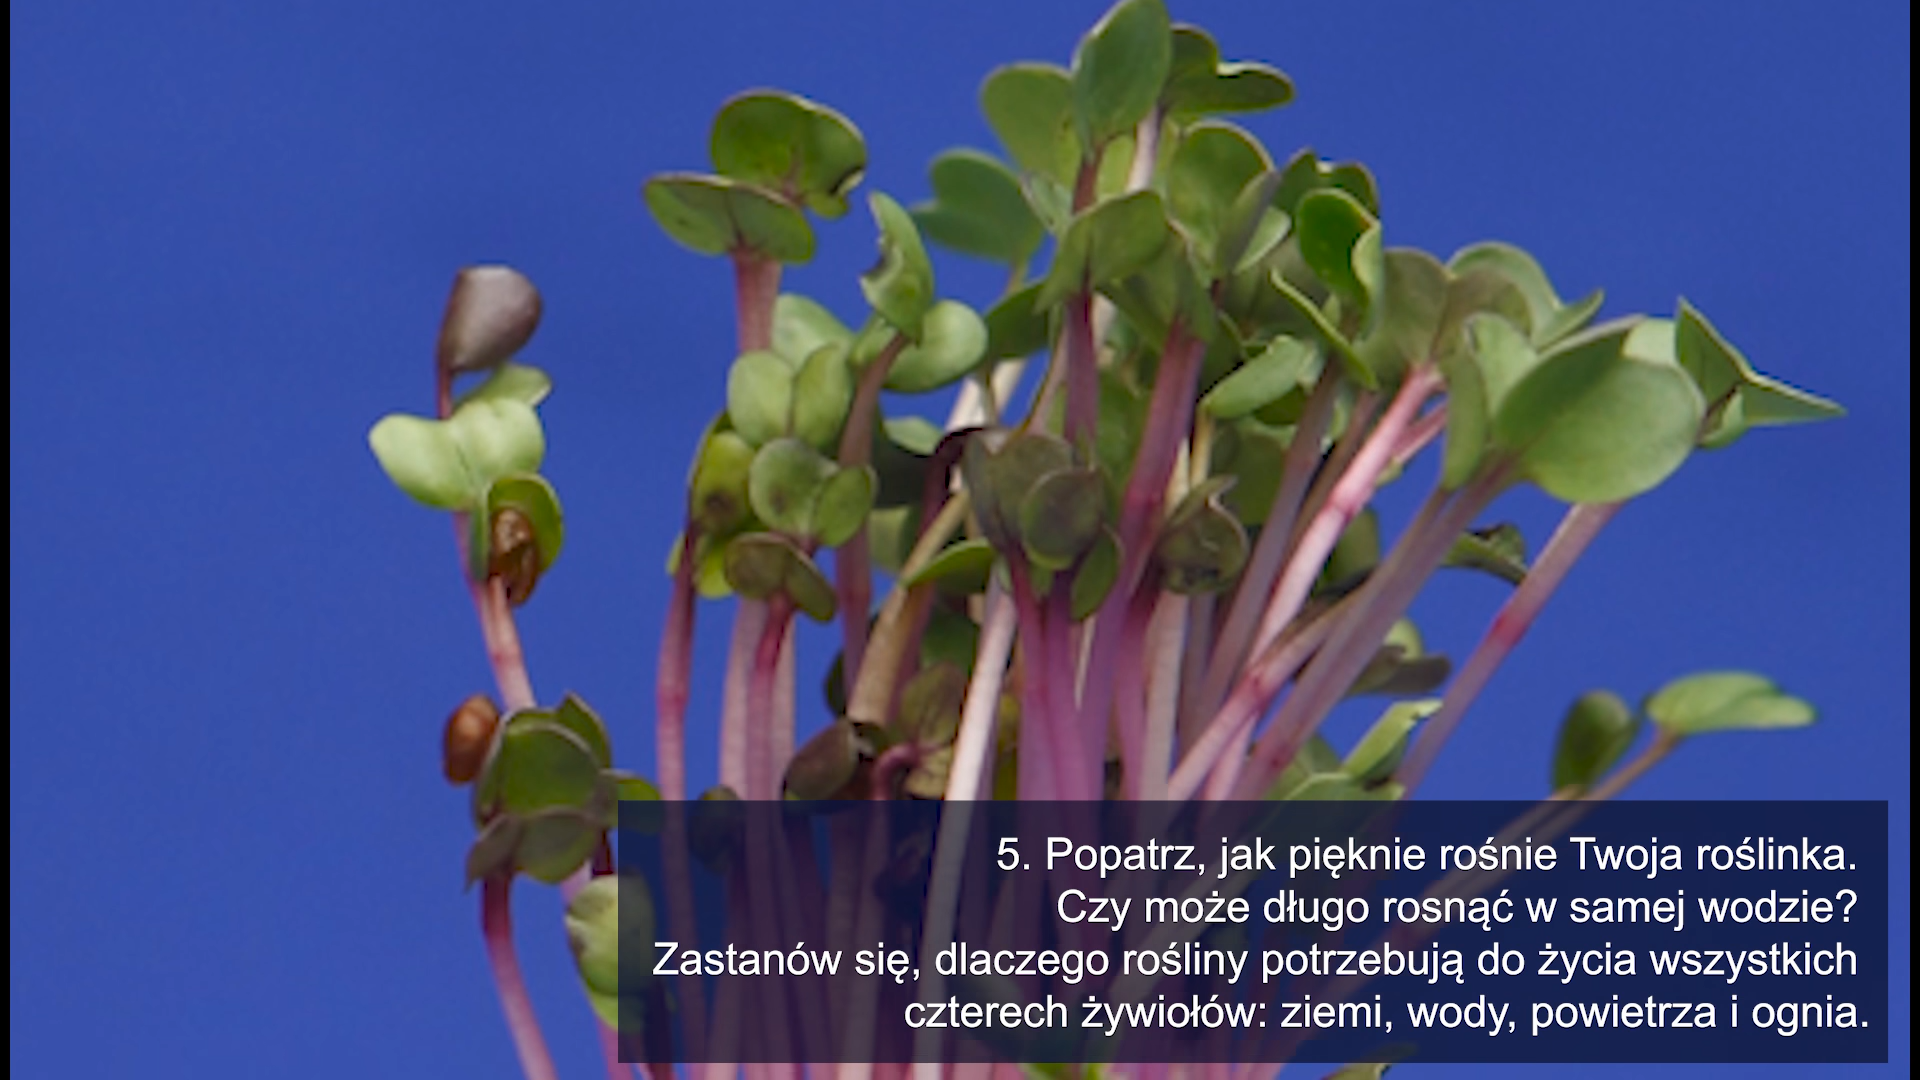 5. Popatrz, jak pięknie rośnie Twoja roślinka.
Czy może długo rosnąć w samej wodzie?
Zastanów się, dlaczego rośliny potrzebują do życia wszystkich
czterech żywiołów: ziemi, wody, powietrza i ognia.